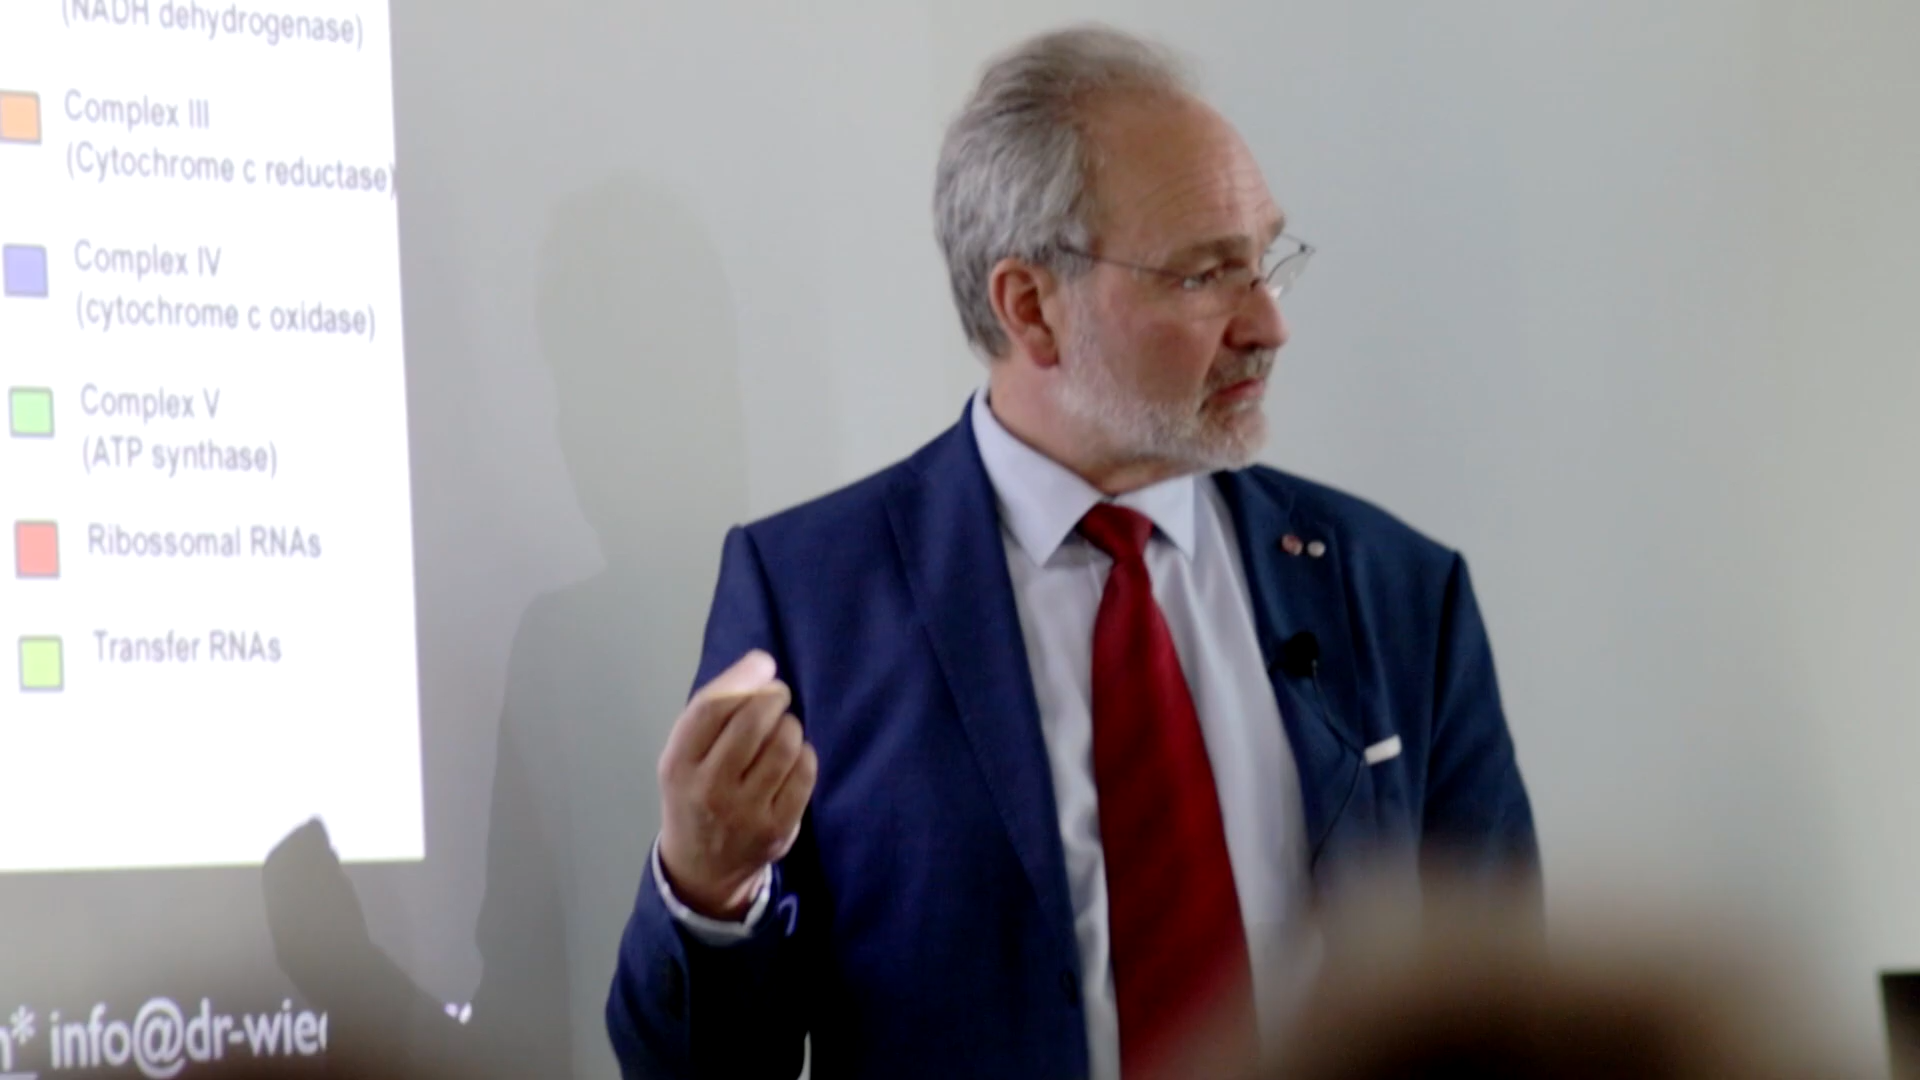 (NADH dehydrogenase)
Complex III
(Cytochrome c reductase)
Complex IV
(cytochrome c oxidase)
Complex V
(ATP synthase)
Ribossomal RNAs
Transfer RNAs
info@dr-wie